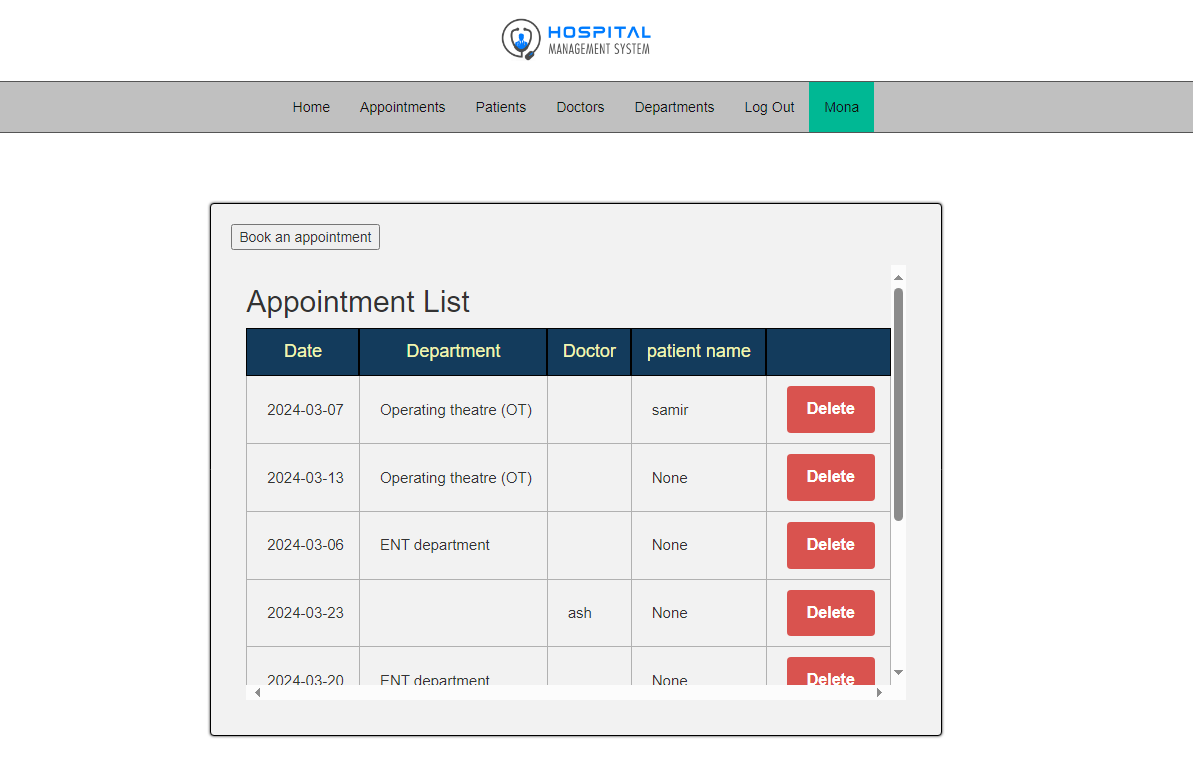 HOSPITAL
MANAGEMENT SYSTEM
Home Appointments Patients Doctors Departments Log Out Mona
Book an appointment
Appointment List
Date Department Doctor patient name
2024-03-07 Operating theatre (OT) samir Delete
2024-03-13 Operating theatre (OT) None Delete
2024-03-06 ENT department None Delete
2024-03-23 ash None Delete
2024-03-20 ENT department None Delete